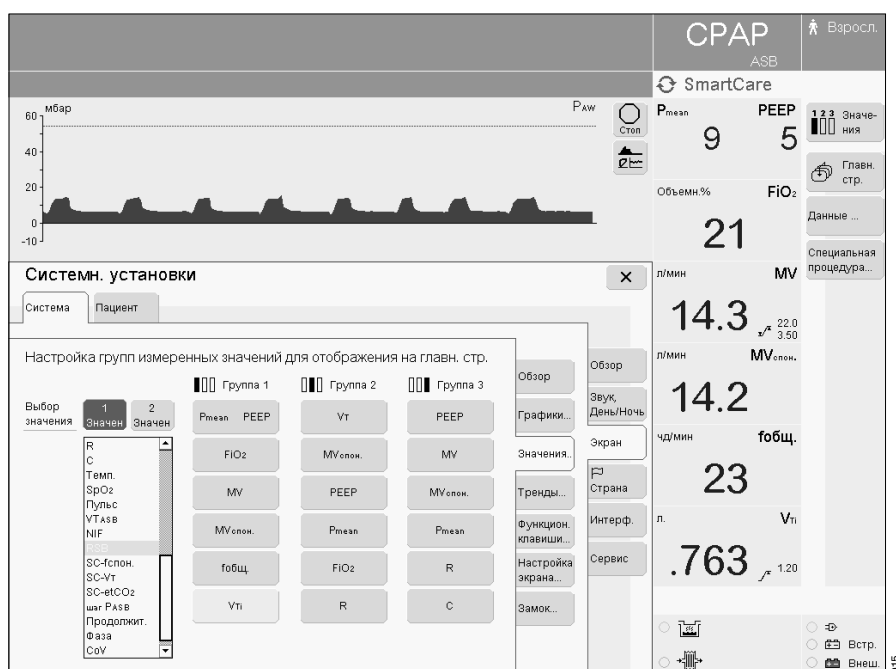 CPAP
ASB
Взросл.
SmartCare
мбар
Paw
60
40
20
0
-10
Стоп
Pmean PEEP
9 5
1 2 3 Значе-
ния
Главн.
стр.
Данные ...
Специальная
процедура...
Объемн.% FiO2
21
л/мин MV
14.3
22.0
3.50
л/мин MVспон.
14.2
чд/мин fобщ.
23
л. VTi
.763
1.20
Встр.
Внеш.
Системн. установки
Система Пациент
Настройка групп измеренных значений для отображения на главн. стр.
Группа 1 Группа 2 Группа 3
Выбор
значения
1
Значен
2
Значен
R
C
Темп.
SpO2
Пульс
VTASB
NIF
RSB
SC-fспон.
SC-VT
SC-etCO2
шаг PASB
Продолжит.
Фаза
CoV
Pmean PEEP VT PEEP
FiO2 MVспон. MV
MV PEEP MVспон.
MVспон. Pmean Pmean
fобщ. FiO2 R
VTi R C
Обзор
Графики...
Значения..
Тренды...
Функцион.
клавиши...
Настройка
экрана...
Замок...
Обзор
Звук,
День/Ночь
Экран
Страна
Интерф.
Сервис